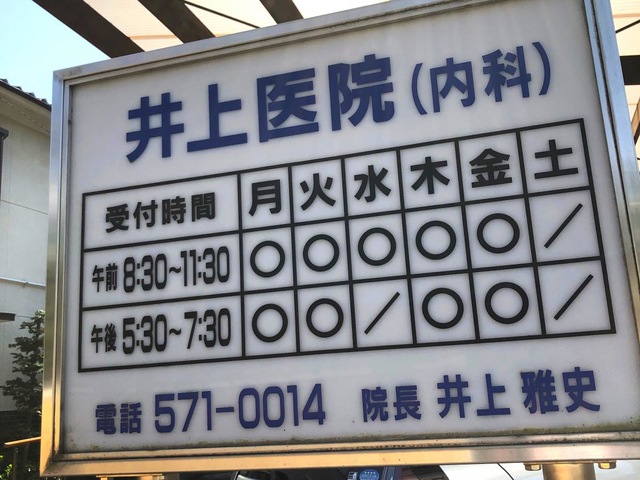 井上医院(内科)
受付時間 月 火 水 木 金 土
午前 8:30~11:30 ○ ○ ○ ○ ○ /
午後 5:30~7:30 ○ ○ / ○ ○ /
電話 571-0014 院長 井上 雅史